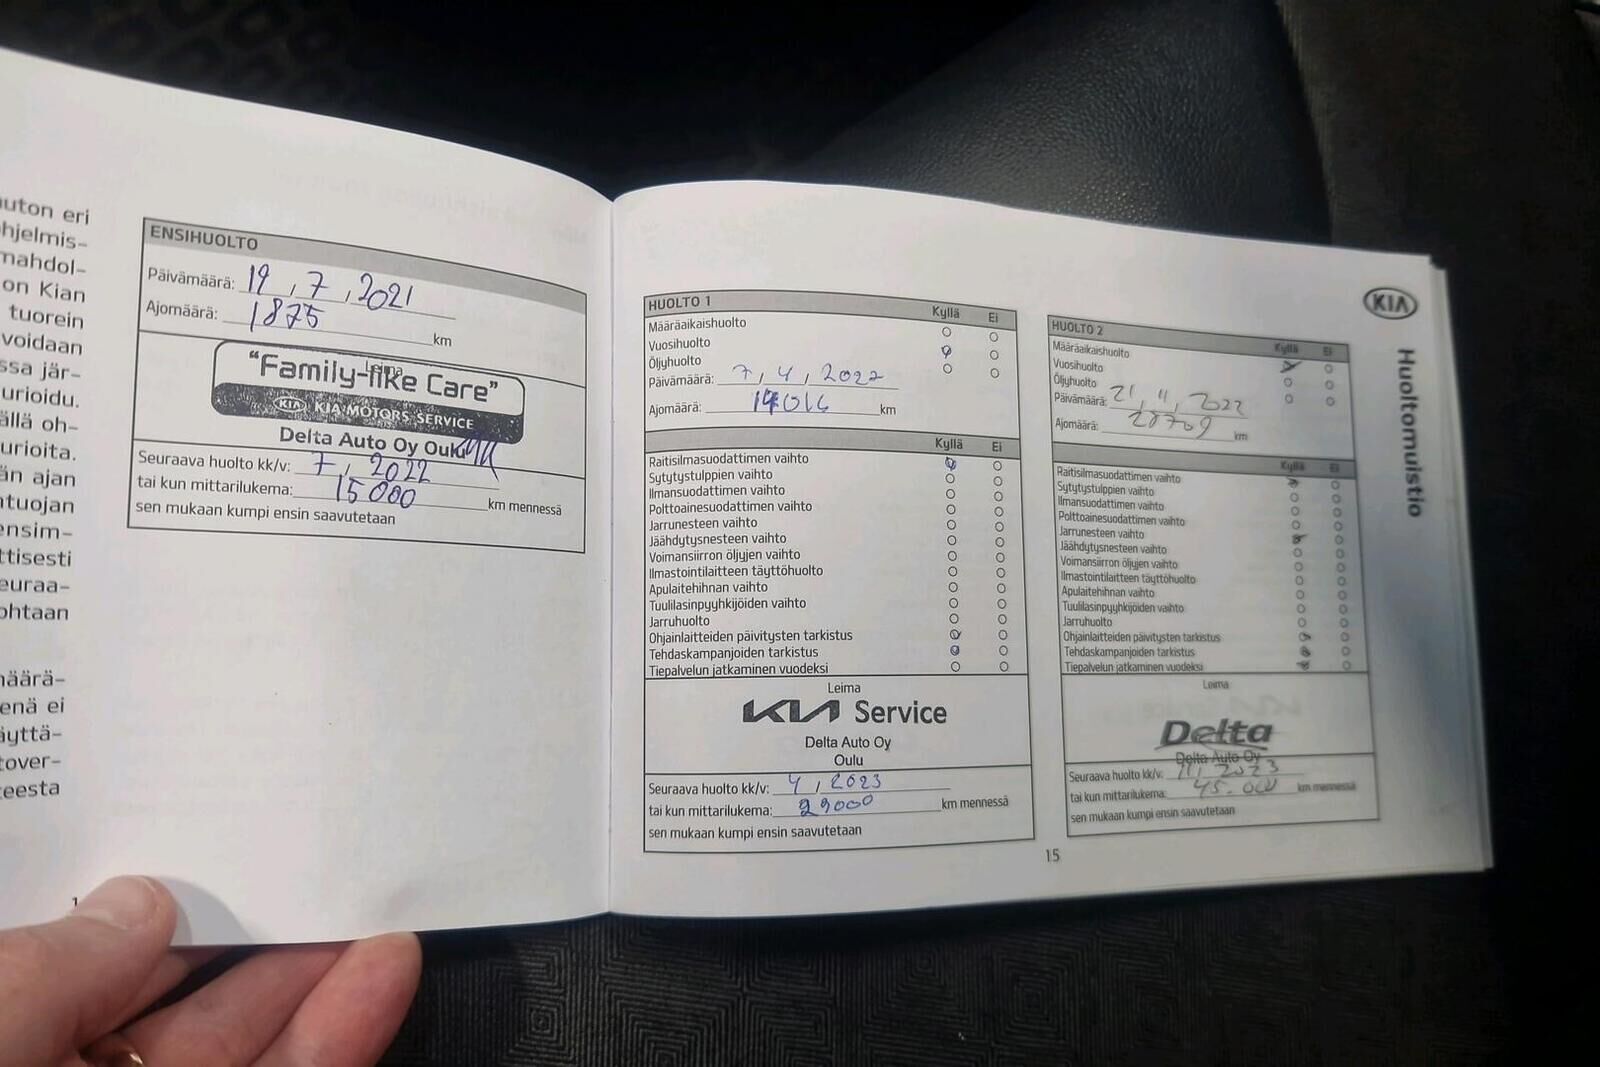 uton eri
hjelmis-
mahdol-
on Kian
tuorein
voidaan
ssa jär-
urioidu.
ällä oh-
urioita.
än ajan
ntuojan
ensim-
ttisesti
euraa-
ohtaan
äärä-
enä ei
äyttä-
tover-
eesta
1
ENSIHUOLTO
Päivämäärä: 19 , 7 , 2021
Ajomäärä: 1875 km
Leima
"Family-like Care"
KIA KIA MOTORS SERVICE
Delta Auto Oy Oulu
Seuraava huolto kk/v: 7 , 2022
tai kun mittarilukema: 15 000 km mennessä
sen mukaan kumpi ensin saavutetaan
HUOLTO 1 Kyllä Ei
Määräaikaishuolto
Vuosihuolto
Öljyhuolto
Päivämäärä: 7 , 4 , 2022
Ajomäärä: 14016 km
Kyllä Ei
Raitisilmasuodattimen vaihto
Sytytystulppien vaihto
Ilmansuodattimen vaihto
Polttoainesuodattimen vaihto
Jarrunesteen vaihto
Jäähdytysnesteen vaihto
Voimansiirron öljyjen vaihto
Ilmastointilaitteen täyttöhuolto
Apulaitehihnan vaihto
Tuulilasinpyyhkijöiden vaihto
Jarruhuolto
Ohjainlaitteiden päivitysten tarkistus
Tehdaskampanjoiden tarkistus
Tiepalvelun jatkaminen vuodeksi
Leima
KIA Service
Delta Auto Oy
Oulu
Seuraava huolto kk/v: 4 , 2023
tai kun mittarilukema: 29000 km mennessä
sen mukaan kumpi ensin saavutetaan
HUOLTO 2 Kyllä Ei
Määräaikaishuolto
Vuosihuolto
Öljyhuolto
Päivämäärä: 21 , 11 , 2022
Ajomäärä: 28709 km
Kyllä Ei
Raitisilmasuodattimen vaihto
Sytytystulppien vaihto
Ilmansuodattimen vaihto
Polttoainesuodattimen vaihto
Jarrunesteen vaihto
Jäähdytysnesteen vaihto
Voimansiirron öljyjen vaihto
Ilmastointilaitteen täyttöhuolto
Apulaitehihnan vaihto
Tuulilasinpyyhkijöiden vaihto
Jarruhuolto
Ohjainlaitteiden päivitysten tarkistus
Tehdaskampanjoiden tarkistus
Tiepalvelun jatkaminen vuodeksi
Leima
Delta
Delta Auto Oy
Seuraava huolto kk/v: 11 , 2023
tai kun mittarilukema: 45.000 km mennessä
sen mukaan kumpi ensin saavutetaan
15
KIA
Huoltomuistio